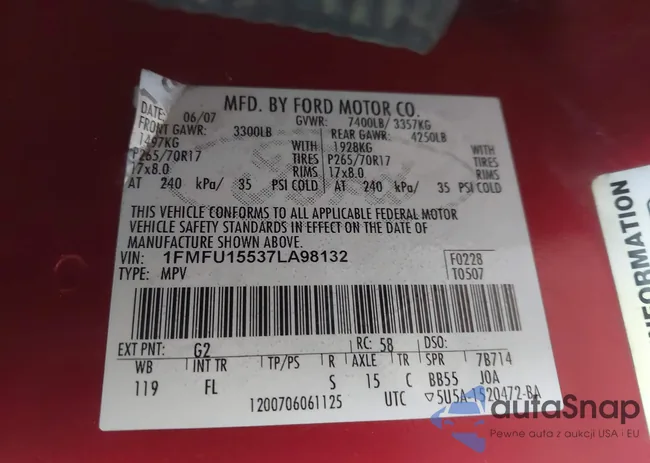 MFD. BY FORD MOTOR CO.
DATE: 06/07 GVWR: 7400LB/ 3357KG
FRONT GAWR: 3300LB REAR GAWR: 4250LB
1497KG WITH 1928KG WITH
P265/70R17 TIRES P265/70R17 TIRES
17x8.0 RIMS 17x8.0 RIMS
AT 240 kPa/ 35 PSI COLD AT 240 kPa/ 35 PSI COLD
THIS VEHICLE CONFORMS TO ALL APPLICABLE FEDERAL MOTOR
VEHICLE SAFETY STANDARDS IN EFFECT ON THE DATE OF
MANUFACTURE SHOWN ABOVE.
VIN: 1FMFU15537LA98132 F0228
TYPE: MPV T0507
EXT PNT: G2 RC: 58 DSO:
WB INT TR TP/PS R AXLE TR SPR 7B714
119 FL S 15 C BB55 JOA
1200706061125 UTC ▽5U5A-1520472-BA
NFORMATION
autaSnap
Pewne auta z aukcji USA i EU